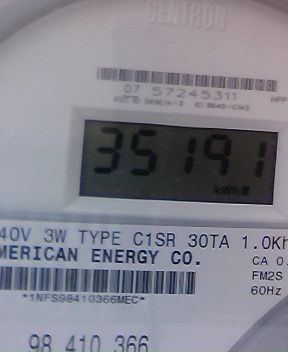 CENTRON
07 57245311
35191
kWh
40V 3W TYPE C1SR 30TA 1.0Kh
MERICAN ENERGY CO.
CA 0.
FM2S
*1NFS98410366MEC*
60Hz
98 410 366